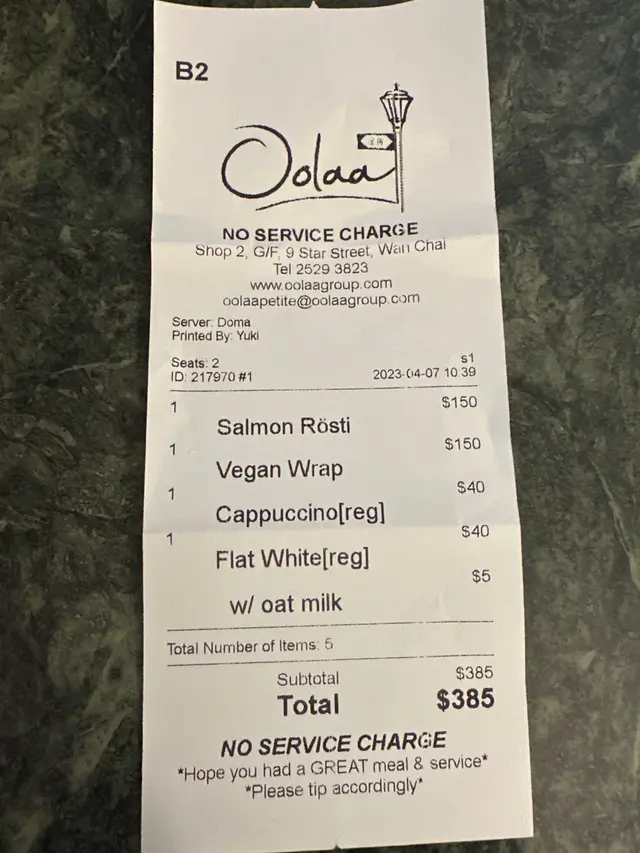 B2
Oolaa
NO SERVICE CHARGE
Shop 2, G/F, 9 Star Street, Wan Chai
Tel 2529 3823
www.oolaagroup.com
oolaapetite@oolaagroup.com
Server: Doma
Printed By: Yuki
Seats: 2 s1
ID: 217970 #1 2023-04-07 10:39
1 $150
Salmon Rösti
1 $150
Vegan Wrap
1 $40
Cappuccino[reg]
1 $40
Flat White[reg]
$5
w/ oat milk
Total Number of Items: 5
Subtotal $385
Total $385
NO SERVICE CHARGE
*Hope you had a GREAT meal & service*
*Please tip accordingly*